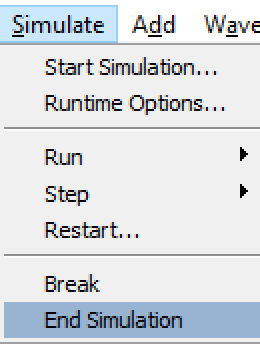 Simulate Add Wave
Start Simulation...
Runtime Options...
Run
Step
Restart...
Break
End Simulation